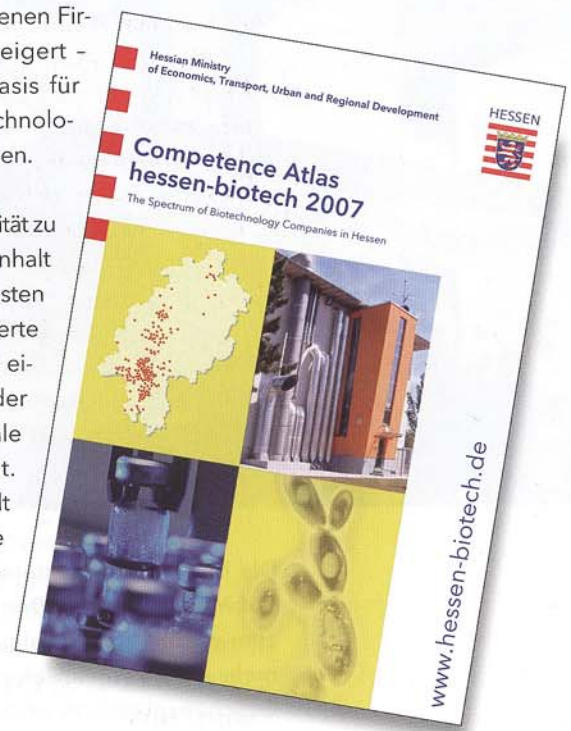 enen Fir-
eigert –
asis für
chnolo-
en.
ität zu
nhalt
sten
erte
ei-
der
ale
t.
lt
e
Hessian Ministry
of Economics, Transport, Urban and Regional Development
HESSEN
Competence Atlas
hessen-biotech 2007
The Spectrum of Biotechnology Companies in Hessen
www.hessen-biotech.de